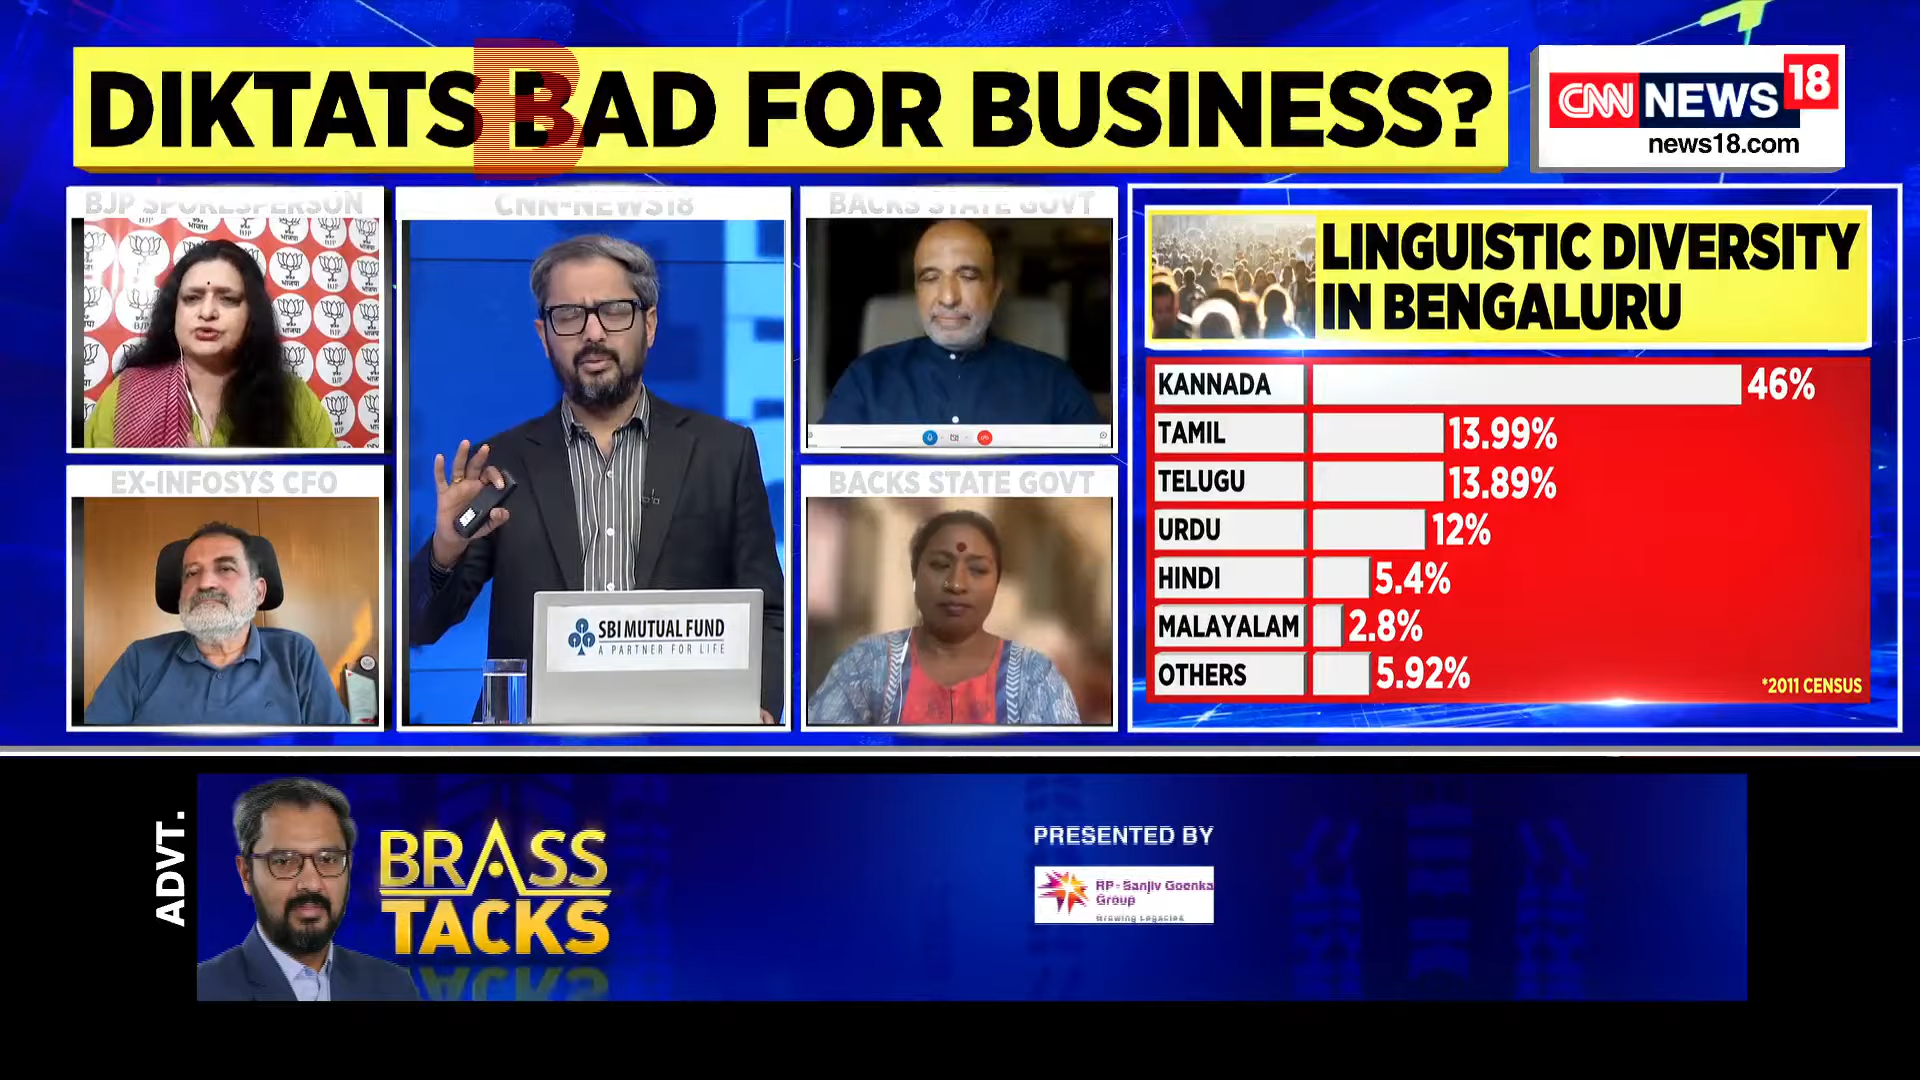 DIKTATS BAD FOR BUSINESS?
CNN NEWS 18
news18.com
BJP SPOKESPERSON
CNN-NEWS18
BACKS STATE GOVT
EX-INFOSYS CFO
BACKS STATE GOVT
SBI MUTUAL FUND
A PARTNER FOR LIFE
LINGUISTIC DIVERSITY
IN BENGALURU
KANNADA 46%
TAMIL 13.99%
TELUGU 13.89%
URDU 12%
HINDI 5.4%
MALAYALAM 2.8%
OTHERS 5.92%
*2011 CENSUS
ADVT.
BRASS
TACKS
PRESENTED BY
RP-Sanjiv Goenka
Group
Growing Legacies